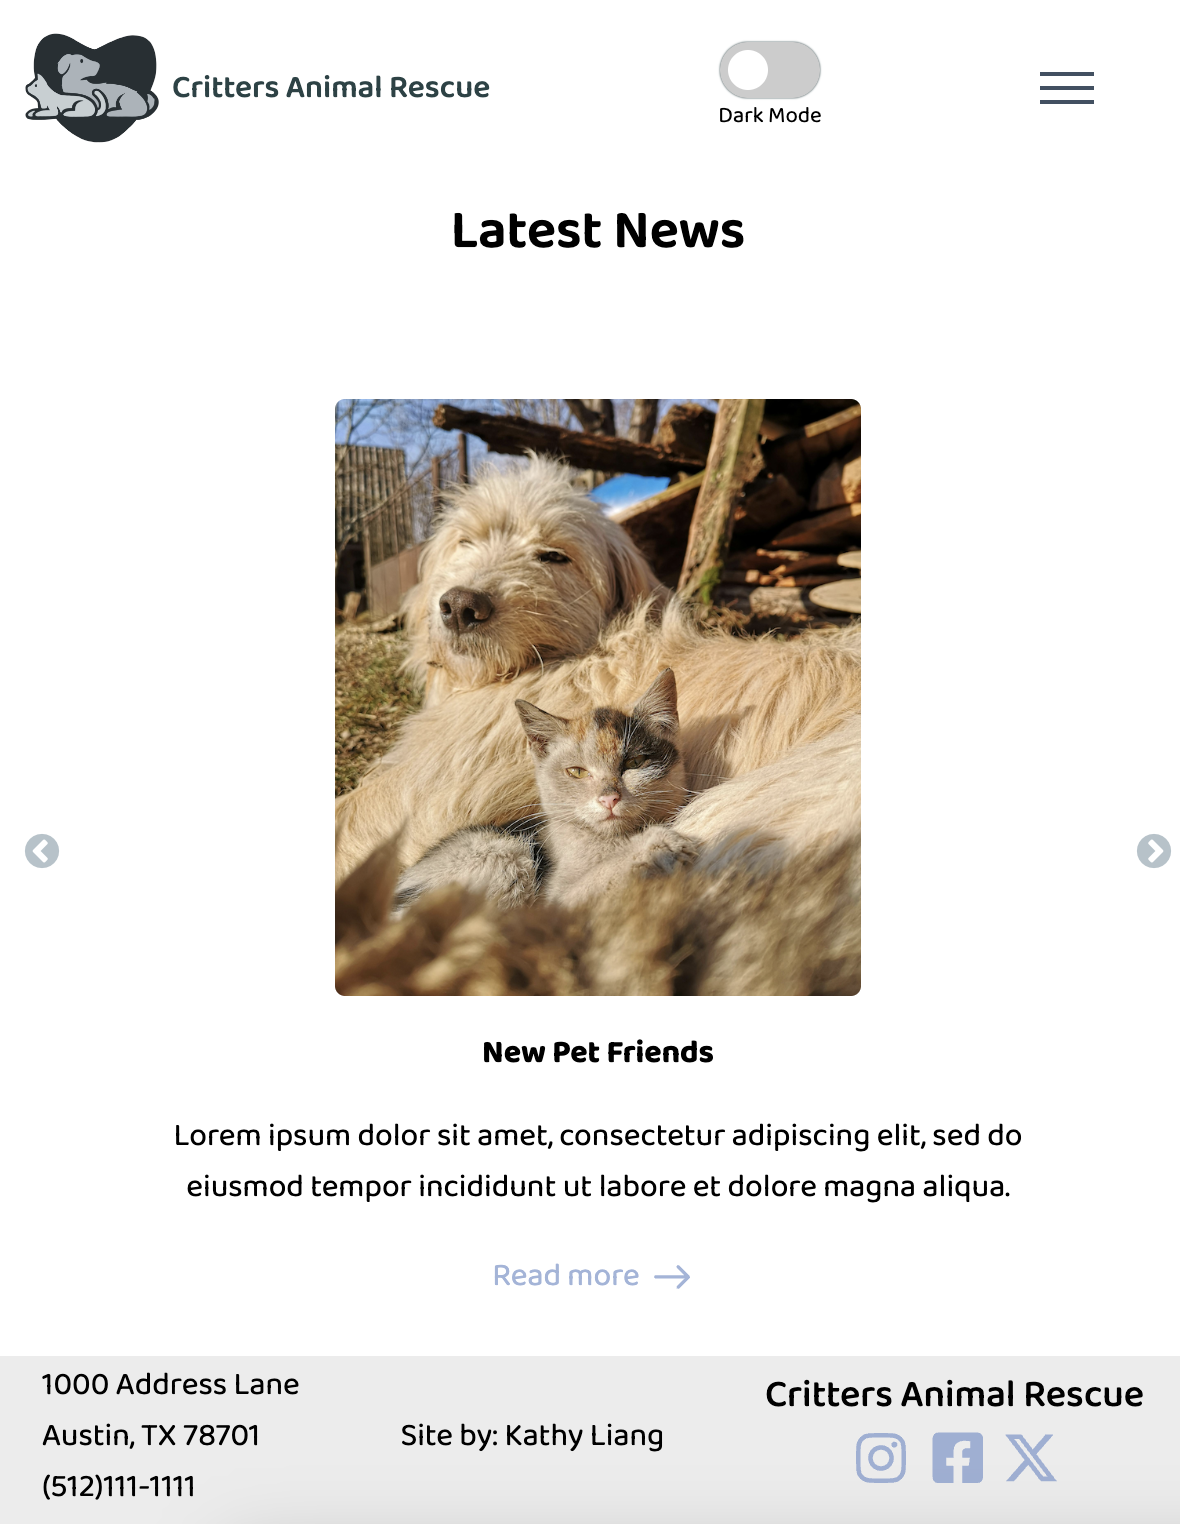 Critters Animal Rescue
Dark Mode
Latest News
New Pet Friends
Lorem ipsum dolor sit amet, consectetur adipiscing elit, sed do
eiusmod tempor incididunt ut labore et dolore magna aliqua.
Read more
1000 Address Lane
Austin, TX 78701
(512)111-1111
Site by: Kathy Liang
Critters Animal Rescue